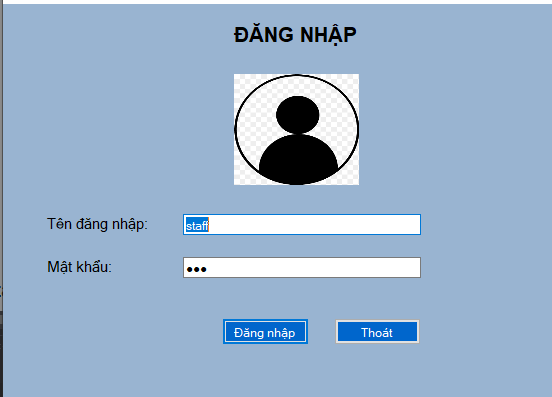 ĐĂNG NHẬP
Tên đăng nhập: staff
Mật khẩu: ●●●
Đăng nhập Thoát